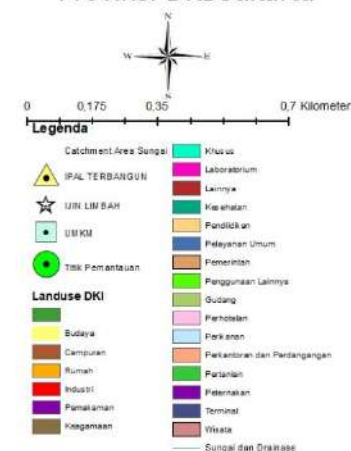 N
W E
S
0 0,175 0,35 0,7 Kilometer
Legenda
Catchment Area Sungai
IPAL TERBANGUN
IJIN LIMBAH
UMKM
Titik Pemantauan
Landuse DKI
Budaya
Campuran
Rumah
Industri
Pemakaman
Keagamaan
Khusus
Laboratorium
Lainnya
Kesehatan
Pendidikan
Pelayanan Umum
Pemerintah
Penggunaan Lainnya
Gudang
Perhotelan
Perikanan
Perkantoran dan Perdangangan
Pertanian
Peternakan
Terminal
Wisata
Sungai dan Drainase